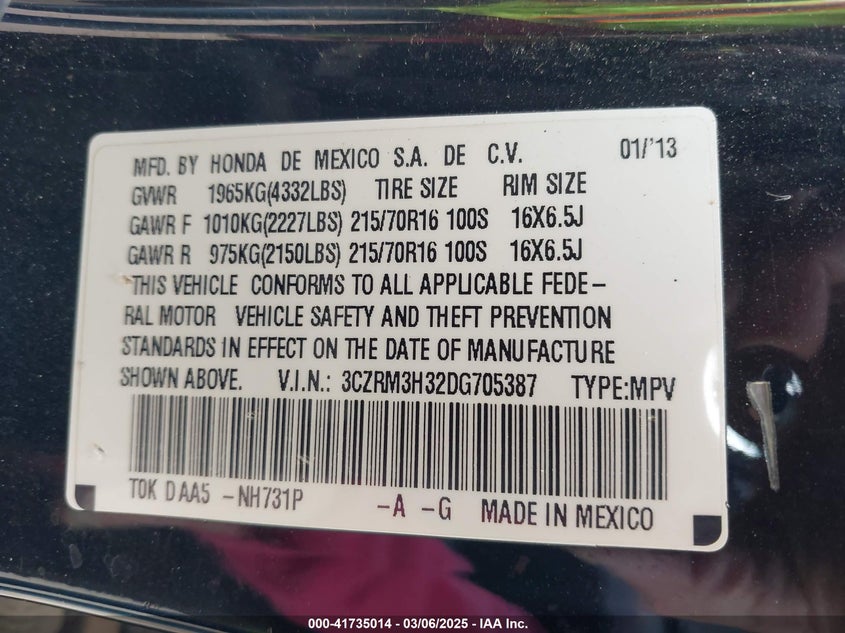 MFD. BY HONDA DE MEXICO S.A. DE C.V. 01/'13
GVWR 1965KG(4332LBS) TIRE SIZE RIM SIZE
GAWR F 1010KG(2227LBS) 215/70R16 100S 16X6.5J
GAWR R 975KG(2150LBS) 215/70R16 100S 16X6.5J
THIS VEHICLE CONFORMS TO ALL APPLICABLE FEDE-
RAL MOTOR VEHICLE SAFETY AND THEFT PREVENTION
STANDARDS IN EFFECT ON THE DATE OF MANUFACTURE
SHOWN ABOVE. V.I.N.: 3CZRM3H32DG705387 TYPE:MPV
T0K D AA5 -NH731P -A -G MADE IN MEXICO
000-41735014 - 03/06/2025 - IAA Inc.